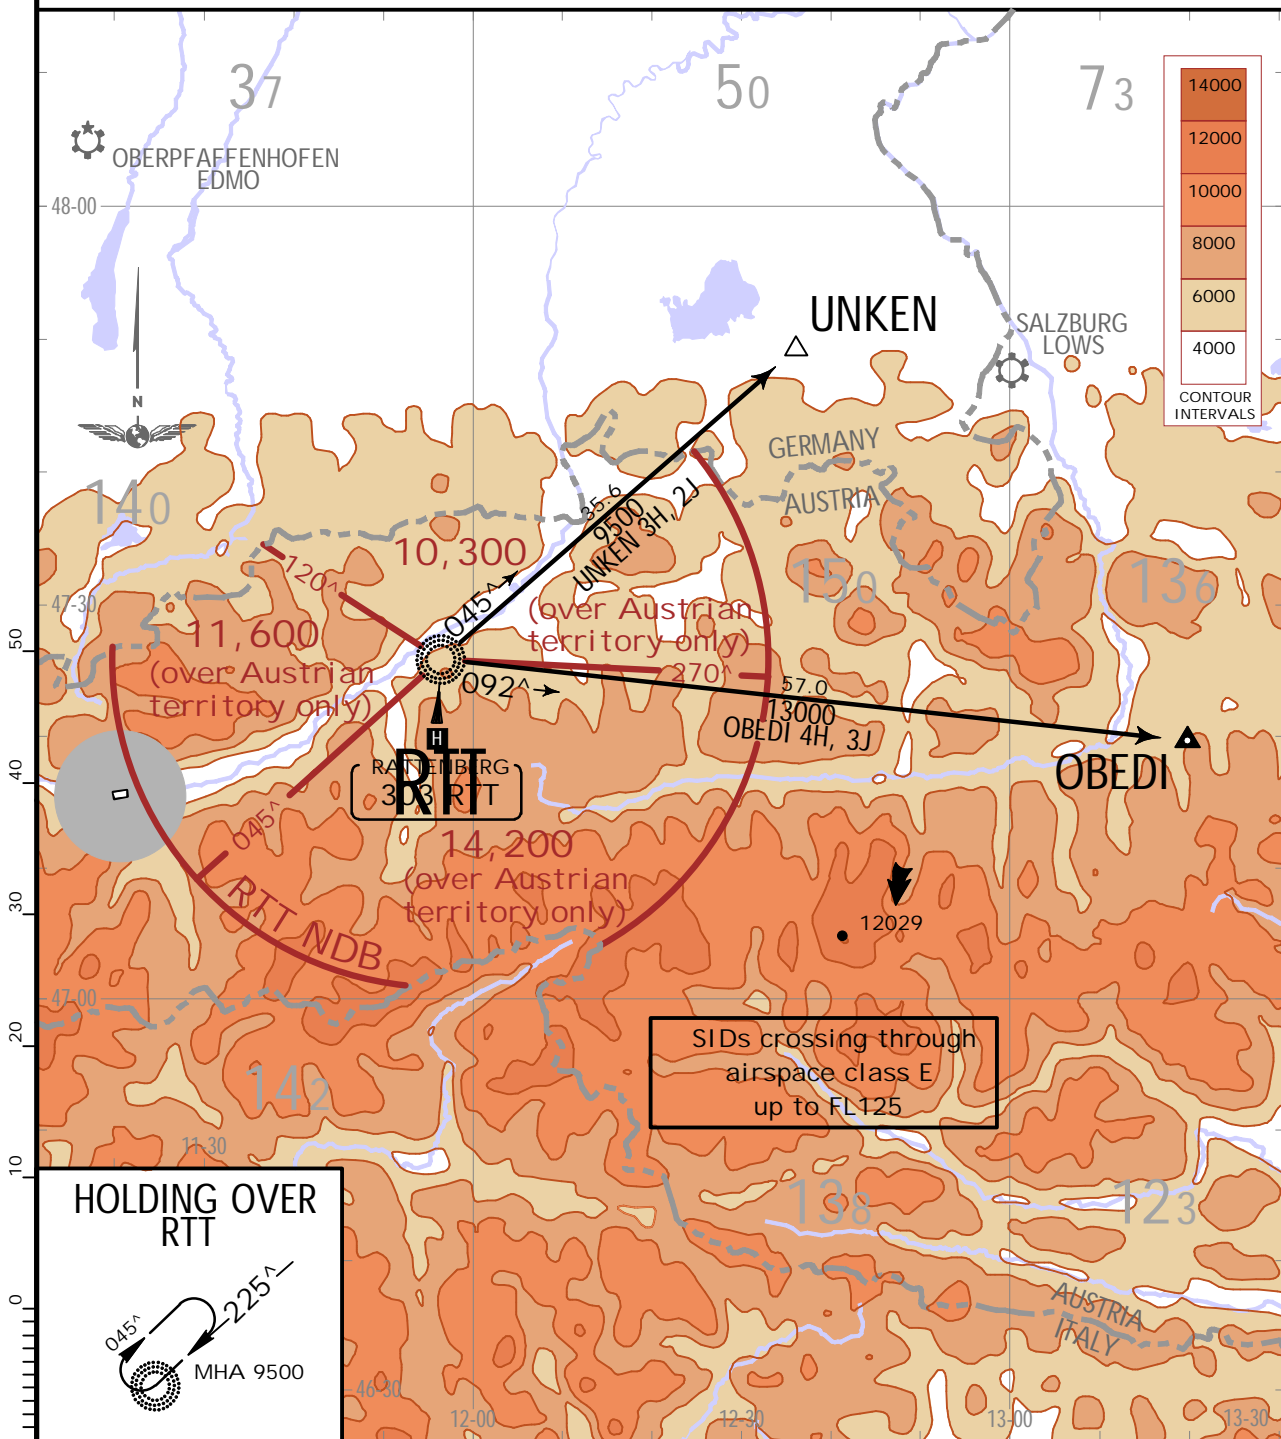 37
50
73
14000
12000
10000
8000
6000
4000
CONTOUR
INTERVALS
OBERPFAFFENHOFEN
EDMO
48-00
UNKEN
SALZBURG
LOWS
N
GERMANY
AUSTRIA
140
35.6
9500
UNKEN 3H, 2J
10,300
120^
045^
150
136
47-30
(over Austrian
territory only)
11,600
(over Austrian
territory only)
50
270^
092^
57.0
13000
OBEDI 4H, 3J
H
RTT
RATTENBERG
303 RTT
OBEDI
40
045^
14,200
(over Austrian
territory only)
RTT NDB
30
12029
47-00
20
SIDs crossing through
airspace class E
up to FL125
142
11-30
10
HOLDING OVER
RTT
138
123
225^
045^
MHA 9500
0
AUSTRIA
ITALY
46-30
12-00
12-30
13-00
13-30